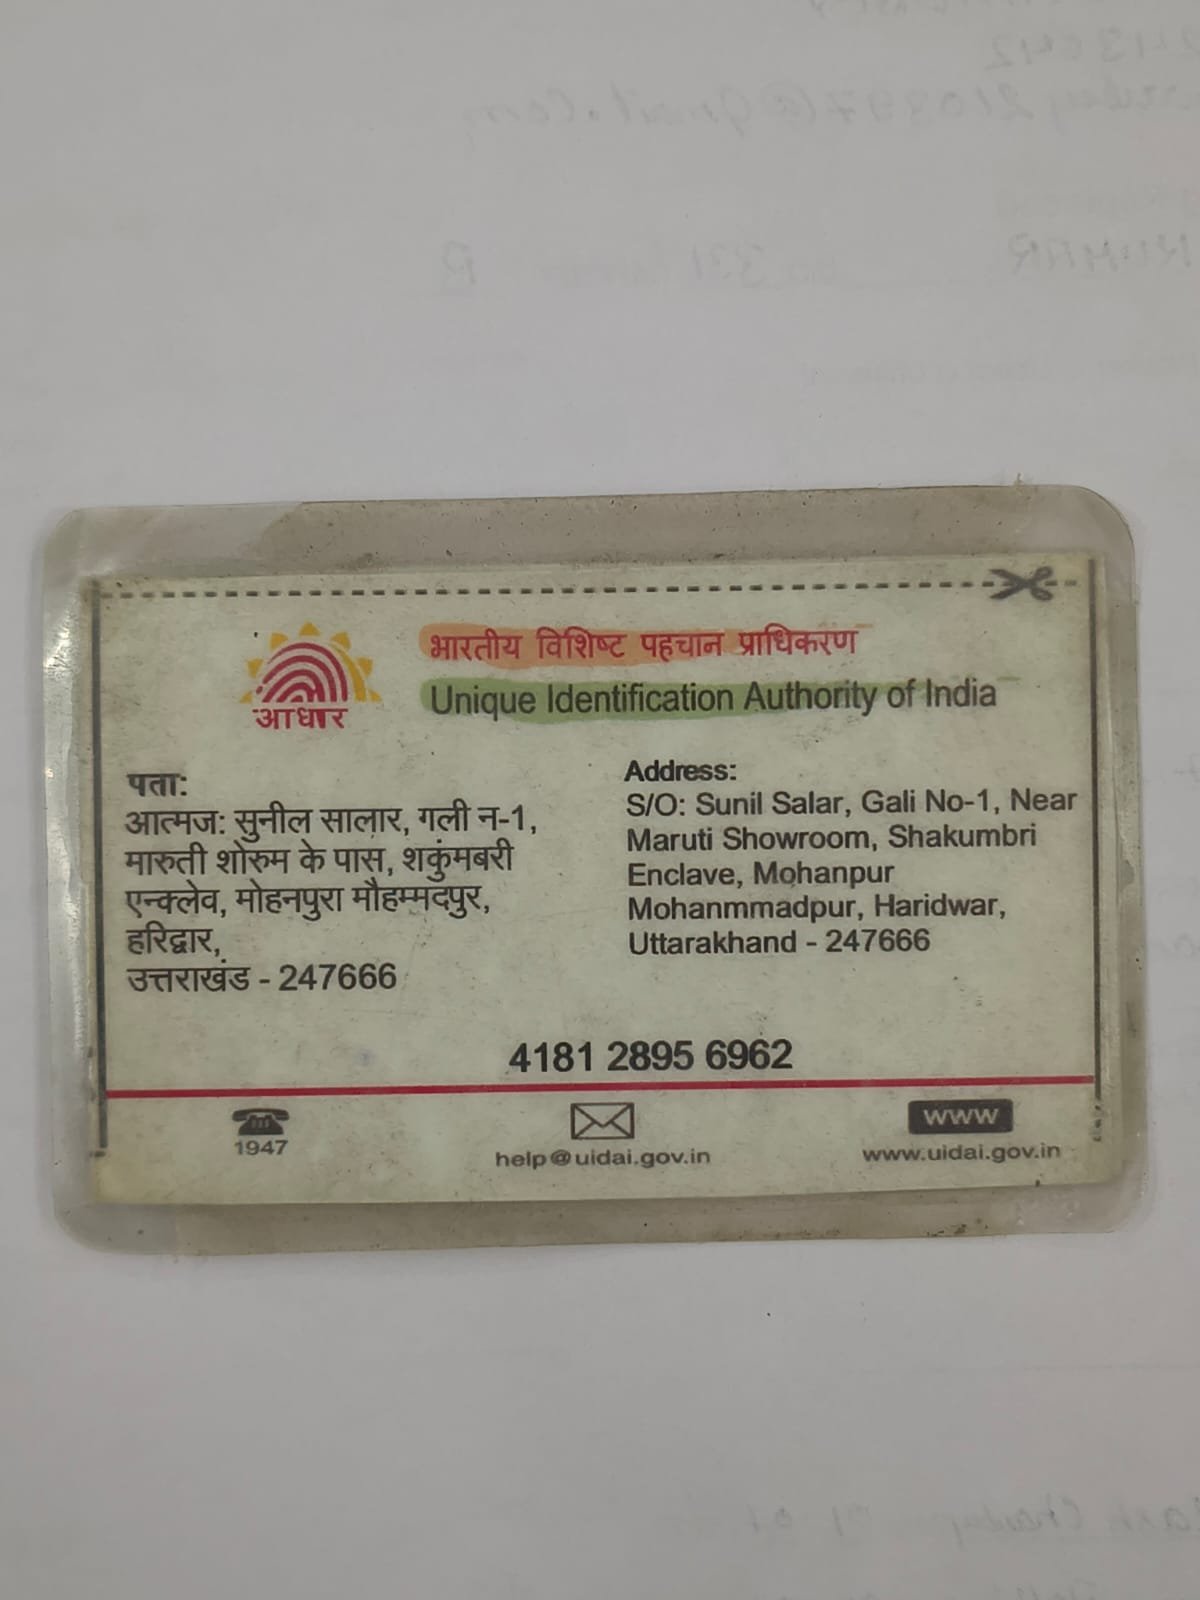 भारतीय विशिष्ट पहचान प्राधिकरण
Unique Identification Authority of India
आधार
पता:
आत्मज: सुनील सालार, गली न-1,
मारुती शोरुम के पास, शकुंमबरी
एन्क्लेव, मोहनपुरा मौहम्मदपुर,
हरिद्वार,
उत्तराखंड - 247666
Address:
S/O: Sunil Salar, Gali No-1, Near
Maruti Showroom, Shakumbri
Enclave, Mohanpur
Mohanmmadpur, Haridwar,
Uttarakhand - 247666
4181 2895 6962
1947
help@uidai.gov.in
www
www.uidai.gov.in